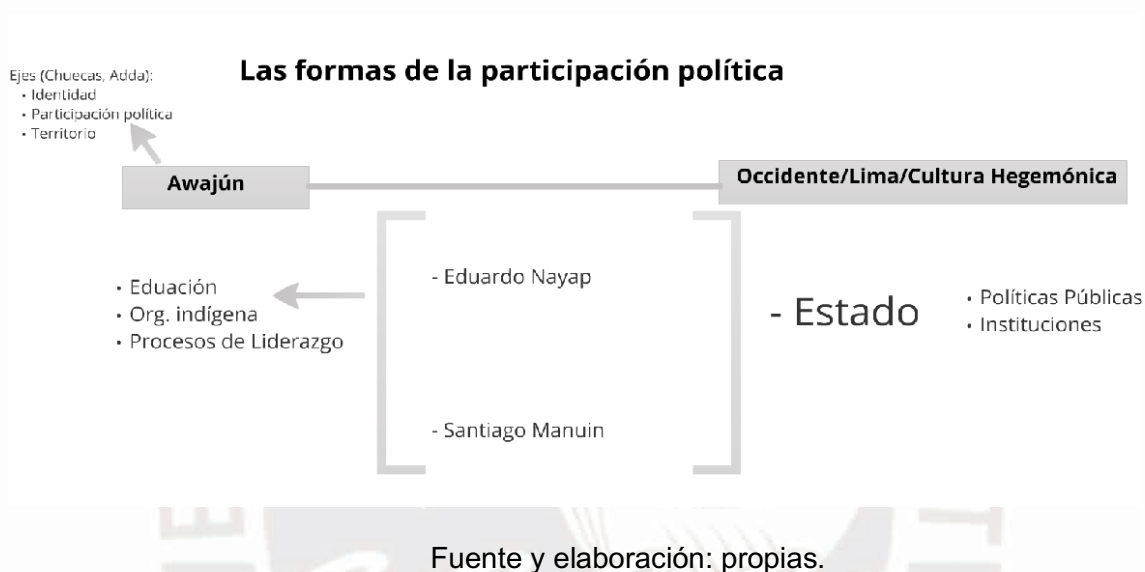 Las formas de la participación política
Ejes (Chuecas, Adda):
• Identidad
• Participación política
• Territorio
Awajún
Occidente/Lima/Cultura Hegemónica
• Eduación
• Org. indígena
• Procesos de Liderazgo
- Eduardo Nayap
- Santiago Manuin
- Estado
• Políticas Públicas
• Instituciones
Fuente y elaboración: propias.